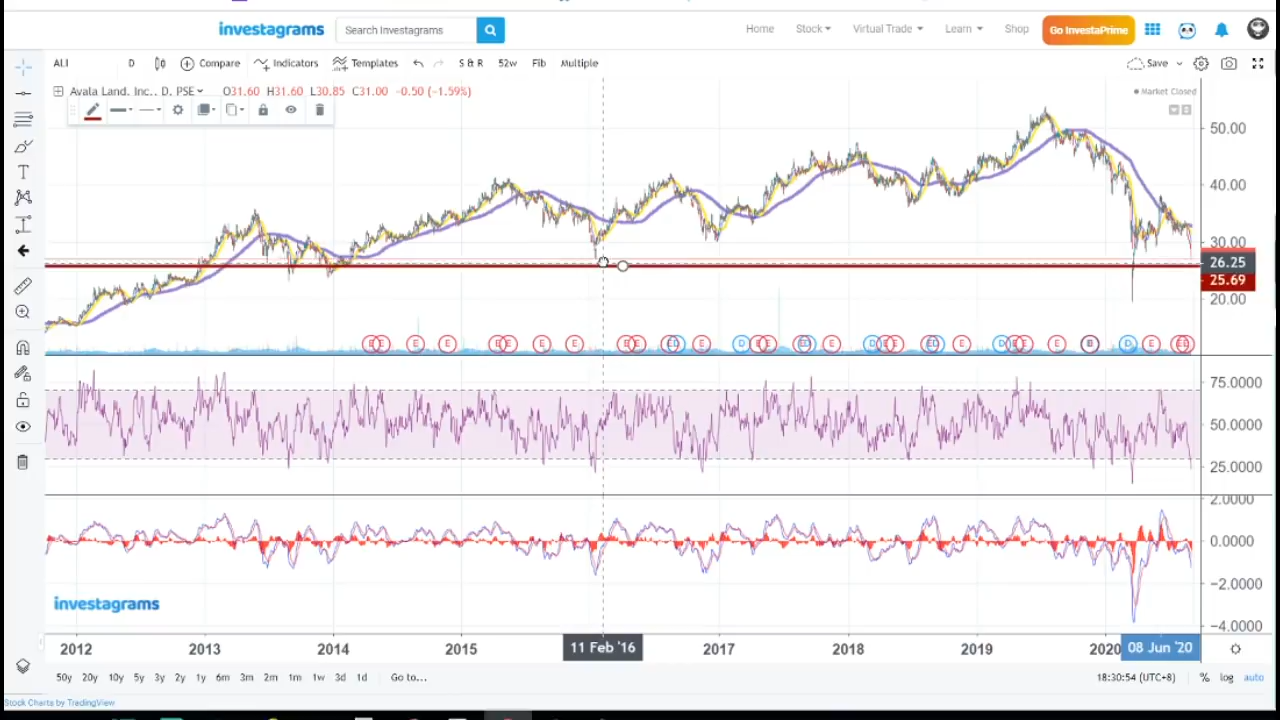 investagrams Search Investagrams Home Stock Virtual Trade Learn Shop Go InvestaPrime
ALI D Compare Indicators Templates S & R 52w Fib Multiple Save
Ayala Land, Inc., D, PSE O31.60 H31.60 L30.85 C31.00 -0.50 (-1.59%) Market Closed
50.00
40.00
30.00
26.25
25.69
20.00
E E E E E E E E E E E D E D E E D E D E E D E E D E E D E E E B D E E E
75.0000
50.0000
25.0000
2.0000
0.0000
-2.0000
-4.0000
investagrams
2012 2013 2014 2015 11 Feb '16 2017 2018 2019 2020 08 Jun '20
50y 20y 10y 5y 3y 2y 1y 6m 3m 2m 1m 1w 3d 1d Go to... 18:30:54 (UTC+8) % log auto
Stock Charts by TradingView